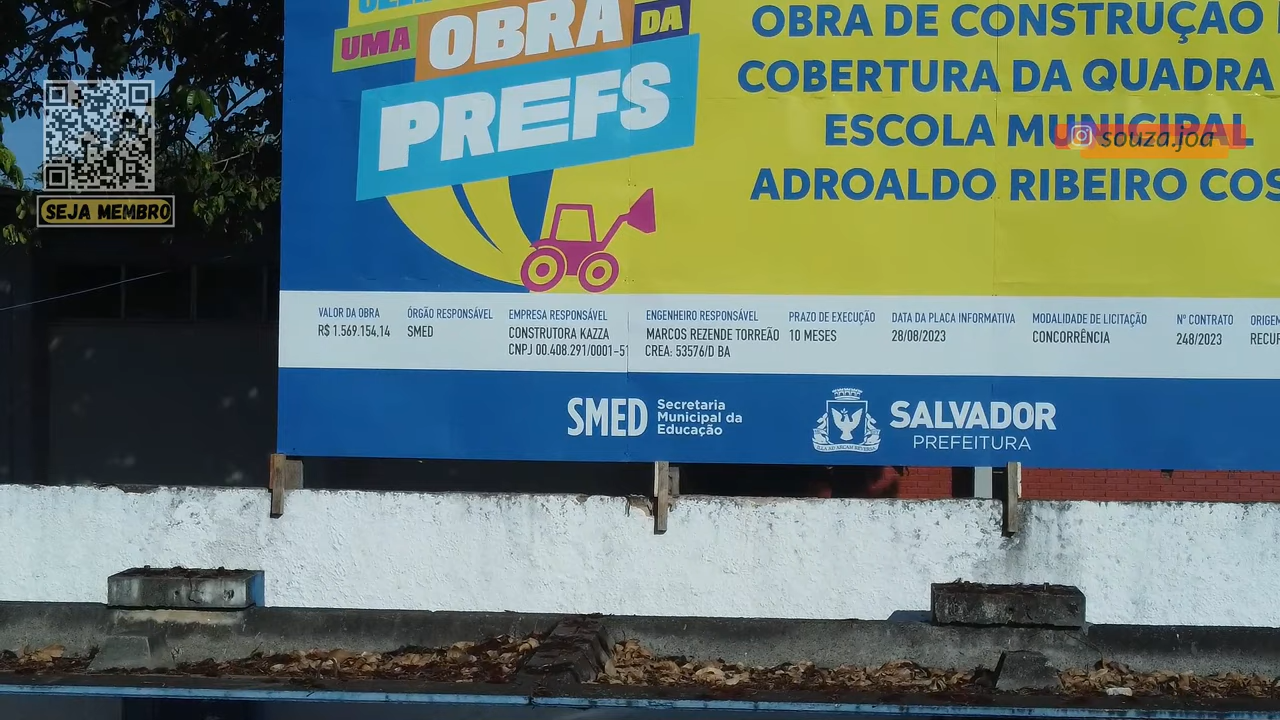 UMA OBRA DA
PREFS
OBRA DE CONSTRUÇÃO
COBERTURA DA QUADRA
ESCOLA MUNICIPAL
ADROALDO RIBEIRO COS
souza.joa
SEJA MEMBRO
VALOR DA OBRA
R$ 1.569.154,14
ÓRGÃO RESPONSÁVEL
SMED
EMPRESA RESPONSÁVEL
CONSTRUTORA KAZZA
CNPJ 00.408.291/0001-51
ENGENHEIRO RESPONSÁVEL
MARCOS REZENDE TORREÃO
CREA: 53576/D BA
PRAZO DE EXECUÇÃO
10 MESES
DATA DA PLACA INFORMATIVA
28/08/2023
MODALIDADE DE LICITAÇÃO
CONCORRÊNCIA
Nº CONTRATO
248/2023
ORIGEM
RECUR
SMED
Secretaria
Municipal da
Educação
SALVADOR
PREFEITURA